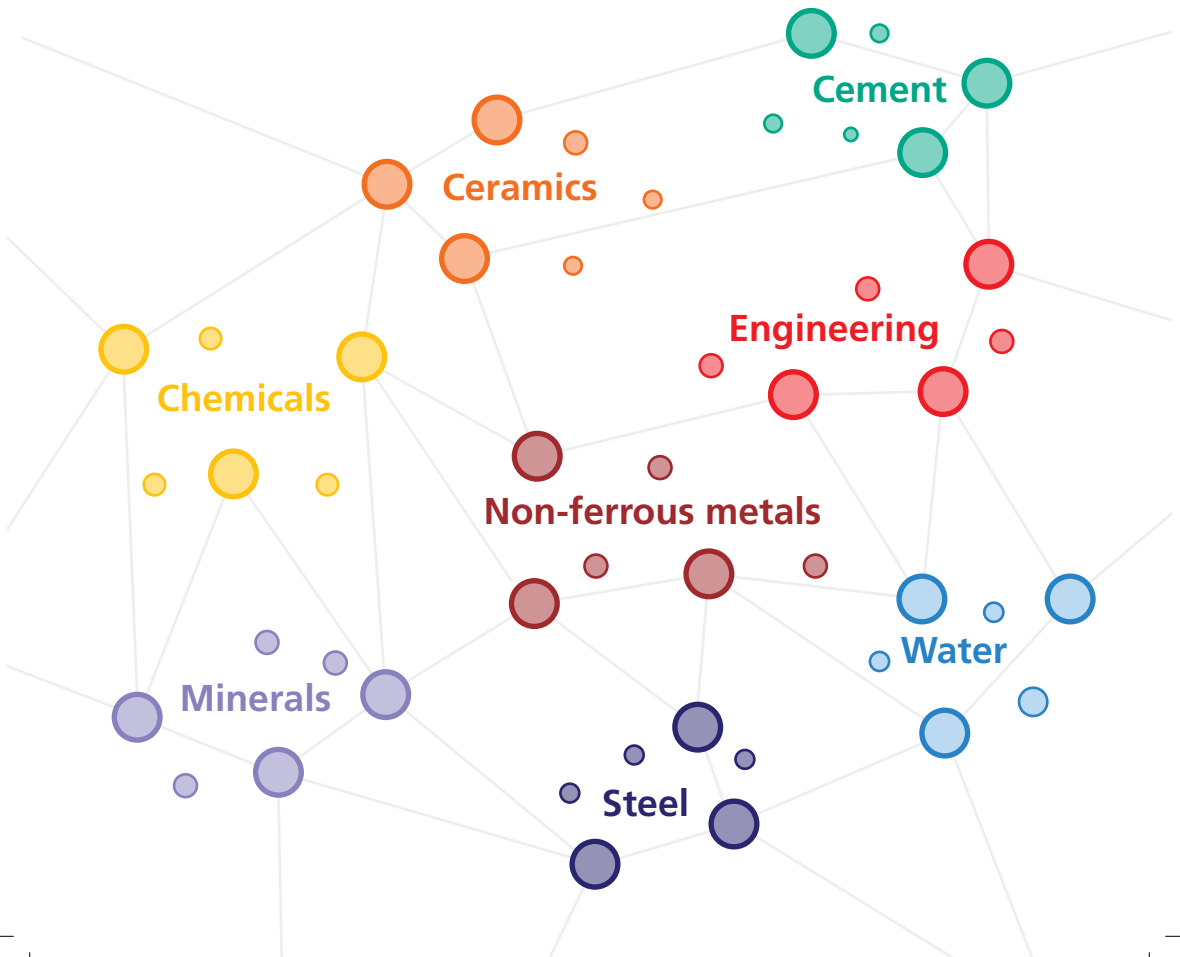 Cement
Ceramics
Engineering
Chemicals
Non-ferrous metals
Water
Minerals
Steel